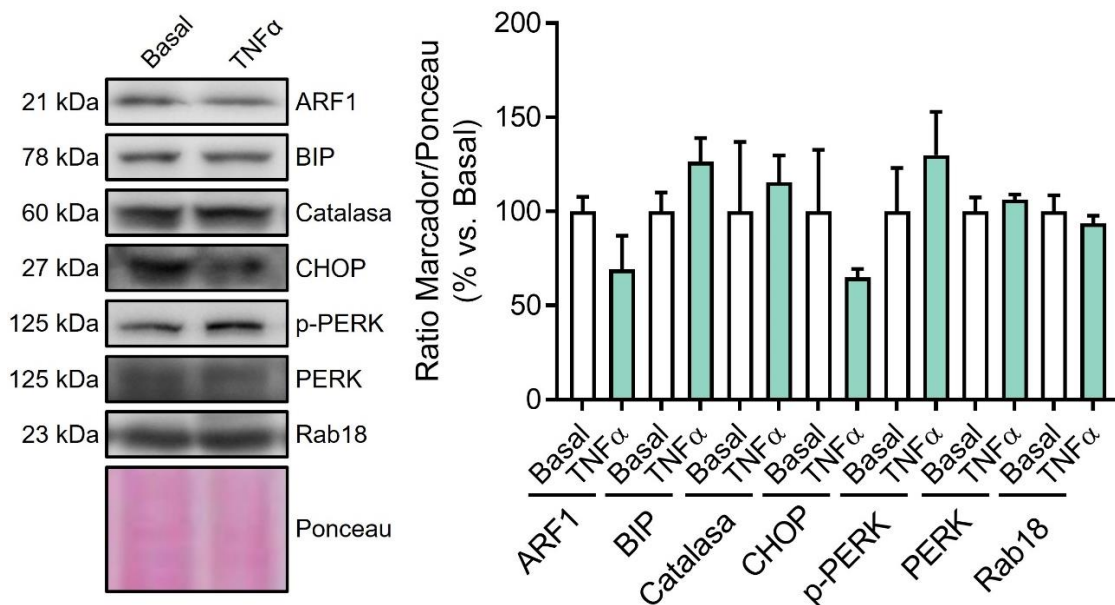 Basal TNFα
21 kDa ARF1
78 kDa BIP
60 kDa Catalasa
27 kDa CHOP
125 kDa p-PERK
125 kDa PERK
23 kDa Rab18
Ponceau
Ratio Marcador/Ponceau
(% vs. Basal)
200
150
100
50
0
Basal TNFα Basal TNFα Basal TNFα Basal TNFα Basal TNFα Basal TNFα Basal TNFα
ARF1 BIP Catalasa CHOP p-PERK PERK Rab18